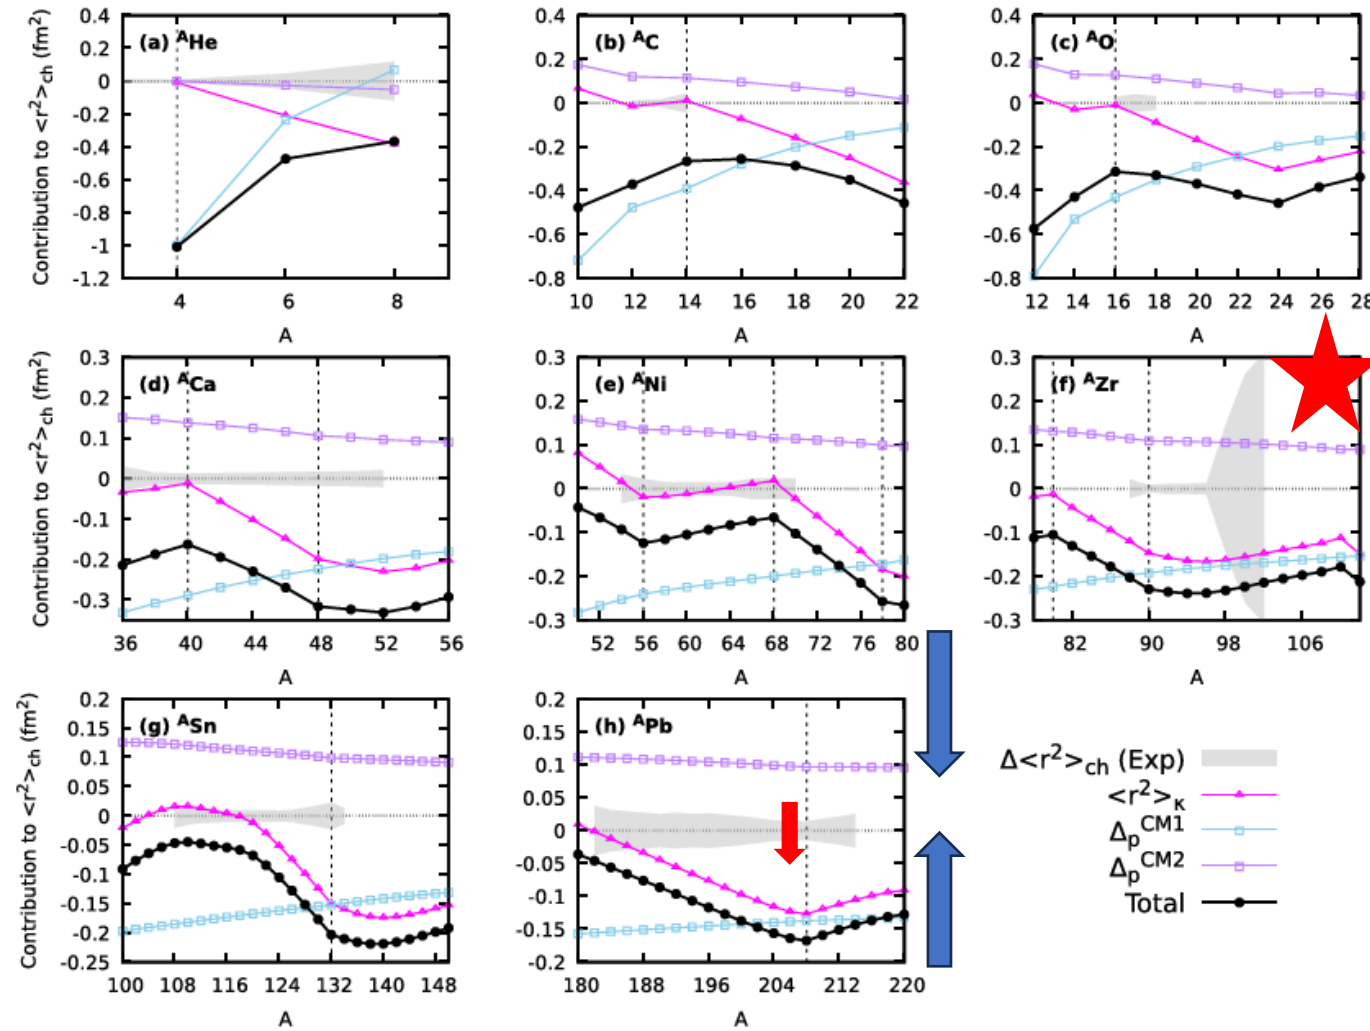 Contribution to <r²>ch (fm²)
(a) ᴬHe
0.4
0.2
0
-0.2
-0.4
-0.6
-0.8
-1
-1.2
4 6 8
A
(b) ᴬC
0.4
0.2
0
-0.2
-0.4
-0.6
-0.8
10 12 14 16 18 20 22
A
(c) ᴬO
0.4
0.2
0
-0.2
-0.4
-0.6
-0.8
12 14 16 18 20 22 24 26 28
A
Contribution to <r²>ch (fm²)
(d) ᴬCa
0.3
0.2
0.1
0
-0.1
-0.2
-0.3
36 40 44 48 52 56
A
(e) ᴬNi
0.3
0.2
0.1
0
-0.1
-0.2
-0.3
52 56 60 64 68 72 76 80
A
(f) ᴬZr
0.3
0.2
0.1
0
-0.1
-0.2
-0.3
82 90 98 106
A
Contribution to <r²>ch (fm²)
(g) ᴬSn
0.2
0.15
0.1
0.05
0
-0.05
-0.1
-0.15
-0.2
-0.25
100 108 116 124 132 140 148
A
(h) ᴬPb
0.2
0.15
0.1
0.05
0
-0.05
-0.1
-0.15
-0.2
180 188 196 204 212 220
A
Δ<r²>ch (Exp)
<r²>κ
Δp^CM1
Δp^CM2
Total